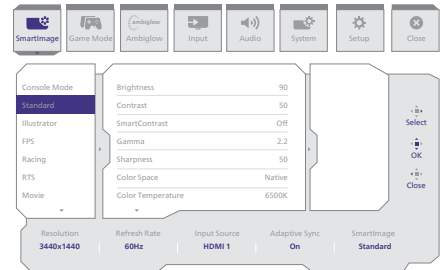 ambiglow
SmartImage Game Mode Ambiglow Input Audio System Setup Close
Console Mode
Standard
Illustrator
FPS
Racing
RTS
Movie
Brightness 90
Contrast 50
SmartContrast Off
Gamma 2.2
Sharpness 50
Color Space Native
Color Temperature 6500K
Select
OK
Close
Resolution Refresh Rate Input Source Adaptive Sync SmartImage
3440x1440 60Hz HDMI 1 On Standard